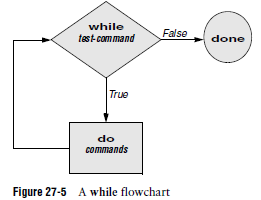 while
test-command
False
done
True
do
commands
Figure 27-5 A while flowchart